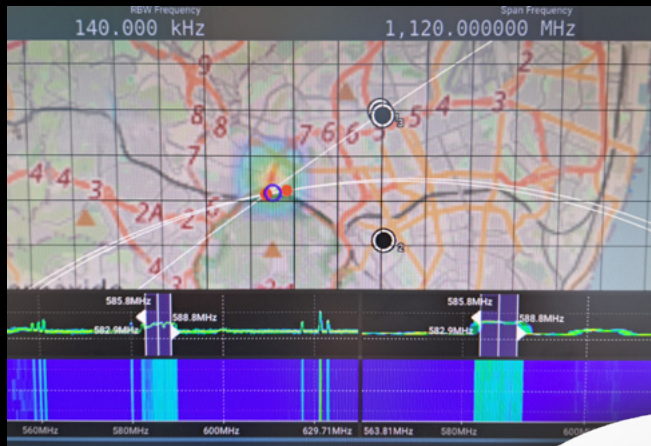 RBW Frequency
140.000 kHz
Span Frequency
1,120.000000 MHz
9
2
8
8
7
7 6 6 5 5 4 3
3
4 4 3
2A 2 6
2
4
3
585.8MHz
582.9MHz
588.8MHz
585.8MHz
582.9MHz
588.8MHz
560MHz
580MHz
600MHz
629.71MHz
563.81MHz
580MHz